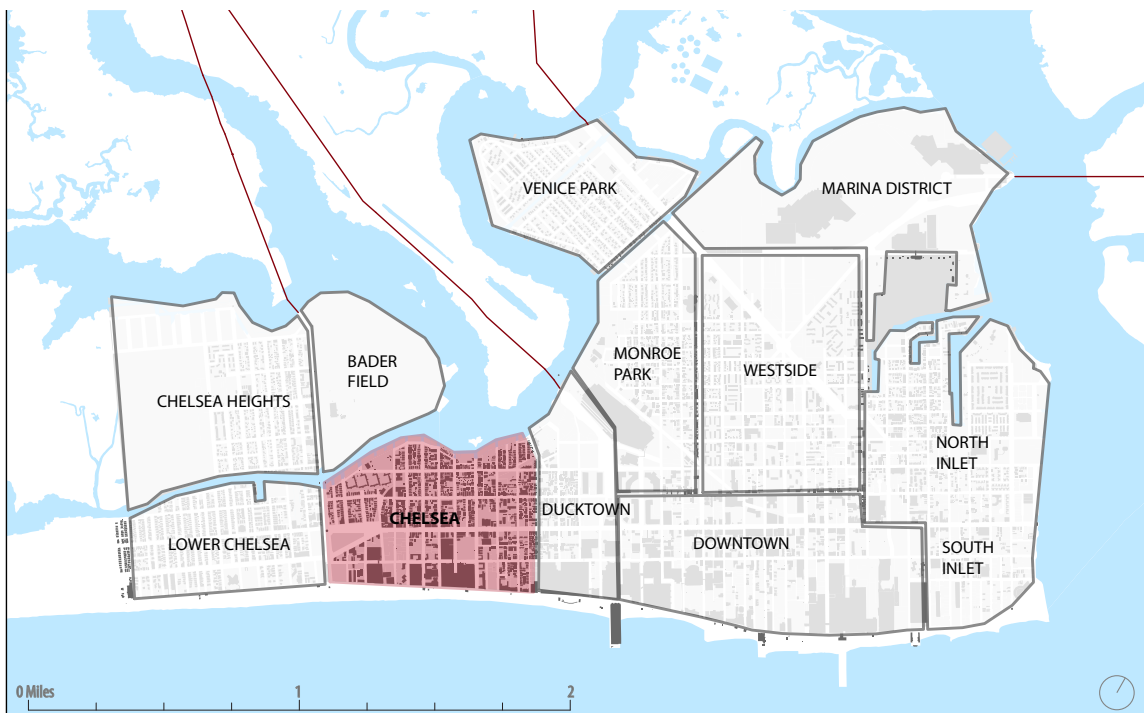 VENICE PARK
MARINA DISTRICT
BADER
FIELD
MONROE
PARK
WESTSIDE
CHELSEA HEIGHTS
NORTH
INLET
CHELSEA
DUCKTOWN
LOWER CHELSEA
DOWNTOWN
SOUTH
INLET
0 Miles
1
2